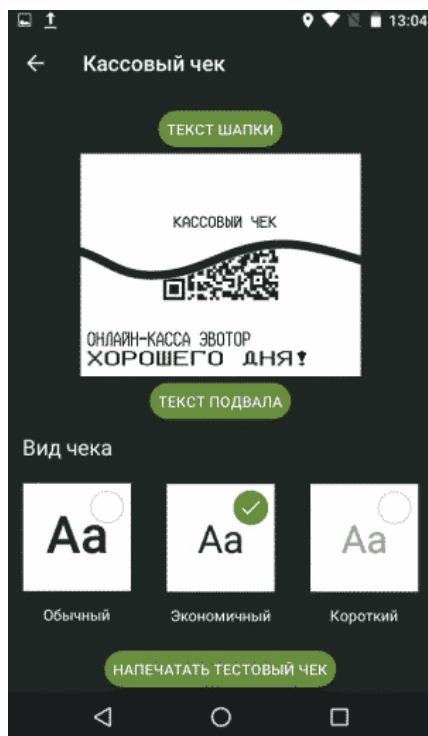 13:04
Кассовый чек
ТЕКСТ ШАПКИ
КАССОВЫЙ ЧЕК
ОНЛАЙН-КАССА ЭВОТОР
ХОРОШЕГО ДНЯ!
ТЕКСТ ПОДВАЛА
Вид чека
Aa Aa Aa
Обычный Экономичный Короткий
НАПЕЧАТАТЬ ТЕСТОВЫЙ ЧЕК